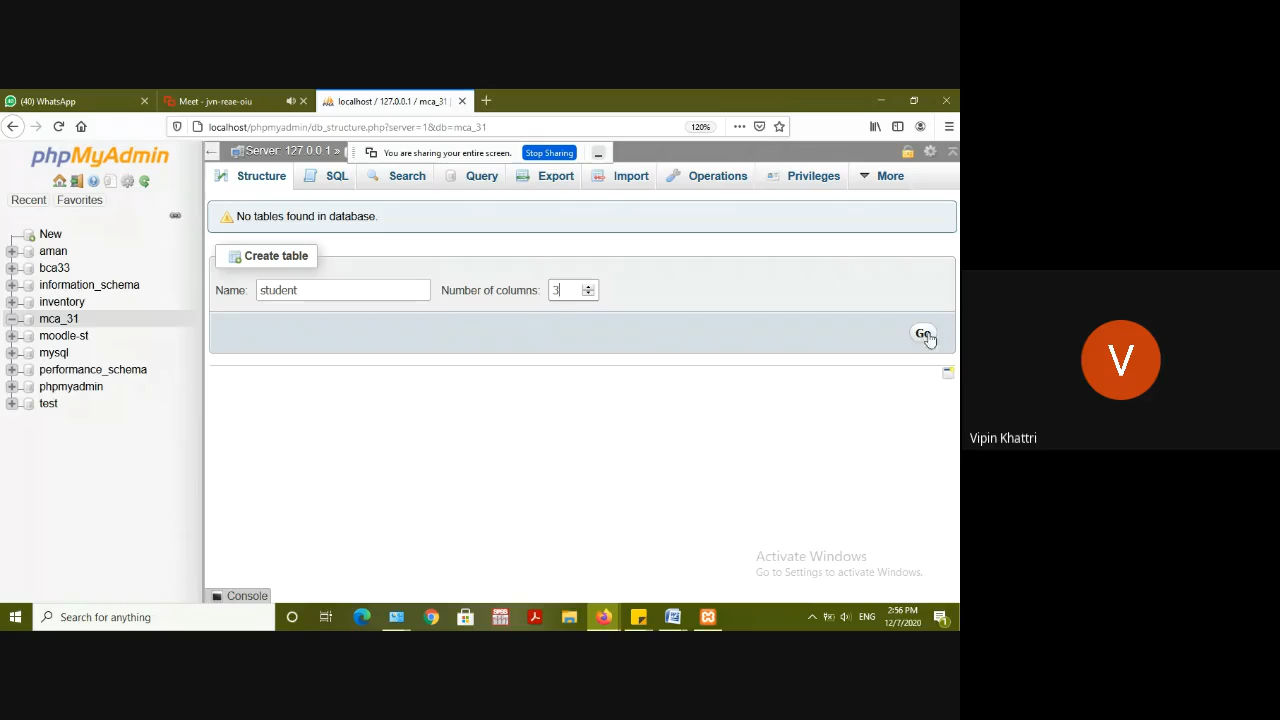 (40) WhatsApp
Meet - jvn-reae-oiu
localhost / 127.0.0.1 / mca_31
localhost/phpmyadmin/db_structure.php?server=1&db=mca_31
120%
phpMyAdmin
Server: 127.0.0.1 »
You are sharing your entire screen.
Stop Sharing
Recent
Favorites
Structure
SQL
Search
Query
Export
Import
Operations
Privileges
More
No tables found in database.
Create table
Name:
student
Number of columns:
3
Go
New
aman
bca33
information_schema
inventory
mca_31
moodle-st
mysql
performance_schema
phpmyadmin
test
V
Vipin Khattri
Activate Windows
Go to Settings to activate Windows.
Console
Search for anything
ENG
2:56 PM
12/7/2020
1